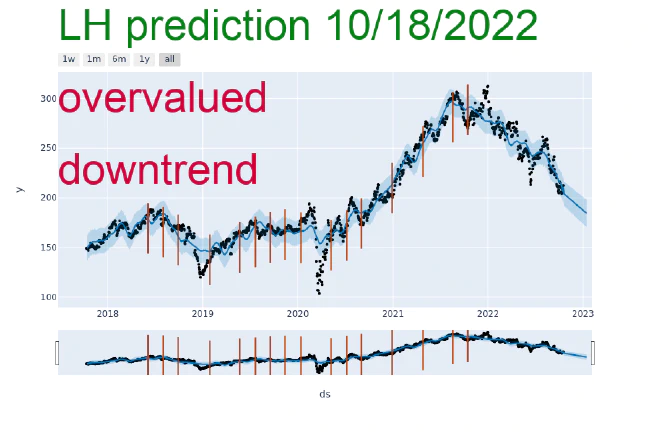 LH prediction 10/18/2022
1w 1m 6m 1y all
overvalued
downtrend
300
250
200
150
100
y
2018 2019 2020 2021 2022 2023
ds